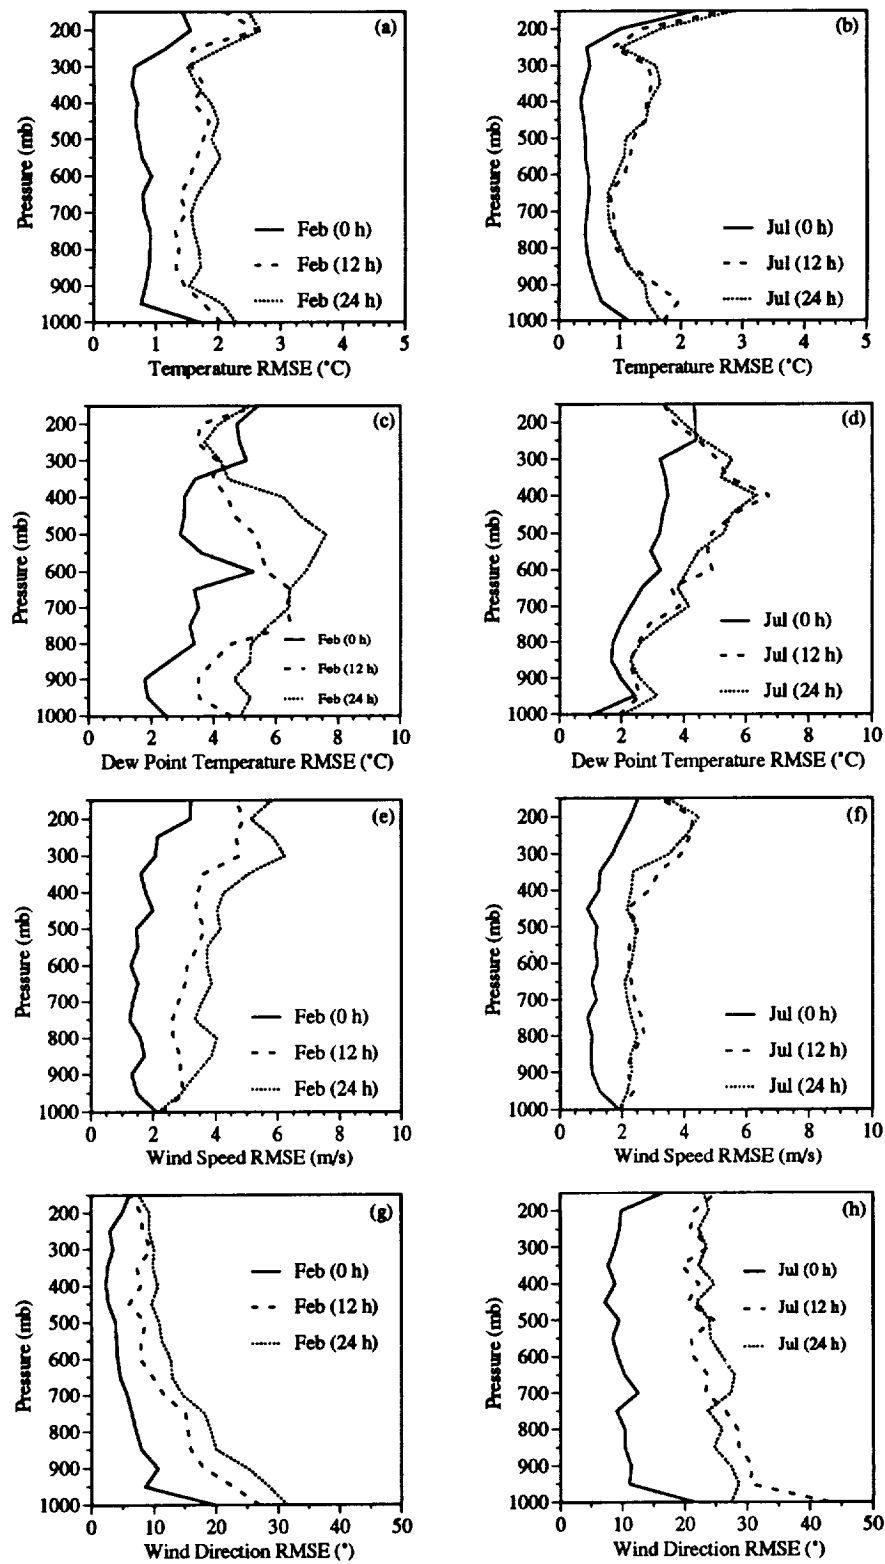 (a)
200
300
400
500
600
700
800
900
1000
Pressure (mb)
Feb (0 h)
Feb (12 h)
Feb (24 h)
0 1 2 3 4 5
Temperature RMSE (°C)
(b)
200
300
400
500
600
700
800
900
1000
Pressure (mb)
Jul (0 h)
Jul (12 h)
Jul (24 h)
0 1 2 3 4 5
Temperature RMSE (°C)
(c)
200
300
400
500
600
700
800
900
1000
Pressure (mb)
Feb (0 h)
Feb (12 h)
Feb (24 h)
0 2 4 6 8 10
Dew Point Temperature RMSE (°C)
(d)
200
300
400
500
600
700
800
900
1000
Pressure (mb)
Jul (0 h)
Jul (12 h)
Jul (24 h)
0 2 4 6 8 10
Dew Point Temperature RMSE (°C)
(e)
200
300
400
500
600
700
800
900
1000
Pressure (mb)
Feb (0 h)
Feb (12 h)
Feb (24 h)
0 2 4 6 8 10
Wind Speed RMSE (m/s)
(f)
200
300
400
500
600
700
800
900
1000
Pressure (mb)
Jul (0 h)
Jul (12 h)
Jul (24 h)
0 2 4 6 8 10
Wind Speed RMSE (m/s)
(g)
200
300
400
500
600
700
800
900
1000
Pressure (mb)
Feb (0 h)
Feb (12 h)
Feb (24 h)
0 10 20 30 40 50
Wind Direction RMSE (°)
(h)
200
300
400
500
600
700
800
900
1000
Pressure (mb)
Jul (0 h)
Jul (12 h)
Jul (24 h)
0 10 20 30 40 50
Wind Direction RMSE (°)